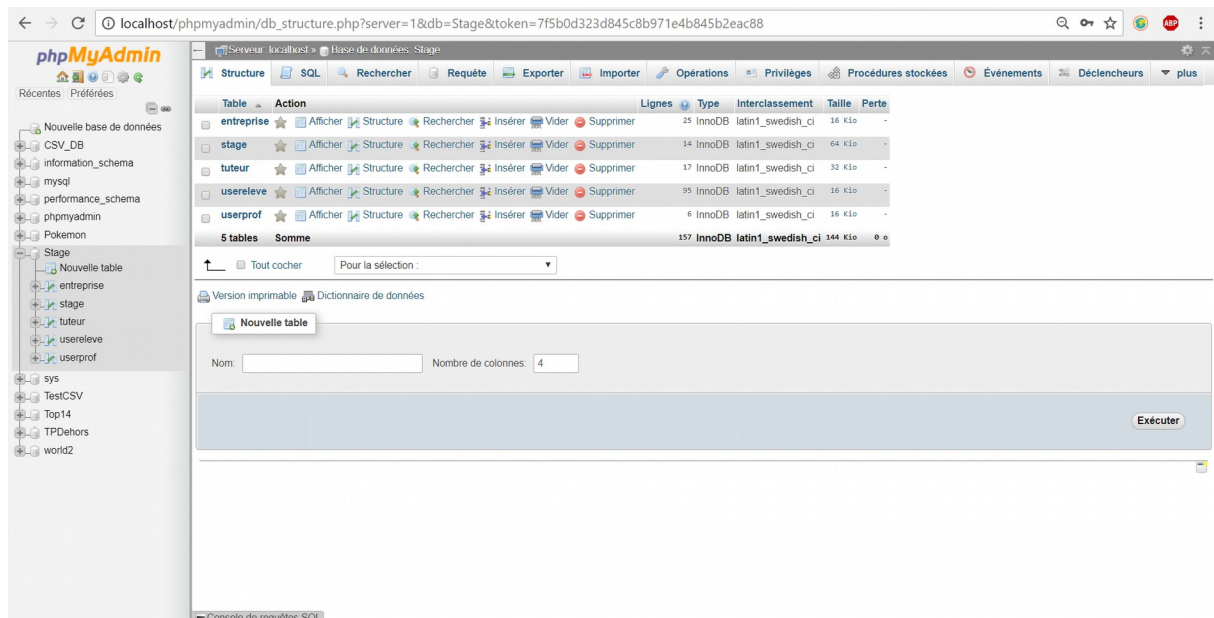 localhost/phpmyadmin/db_structure.php?server=1&db=Stage&token=7f5b0d323d845c8b971e4b845b2eac88
ABP
phpMyAdmin
Récentes Préférées
Nouvelle base de données
CSV_DB
information_schema
mysql
performance_schema
phpmyadmin
Pokemon
Stage
Nouvelle table
entreprise
stage
tuteur
usereleve
userprof
sys
TestCSV
Top14
TPDehors
world2
Serveur: localhost » Base de données: Stage
Structure SQL Rechercher Requête Exporter Importer Opérations Privilèges Procédures stockées Événements Déclencheurs plus
Table Action Lignes Type Interclassement Taille Perte
entreprise Afficher Structure Rechercher Insérer Vider Supprimer 25 InnoDB latin1_swedish_ci 16 Kio -
stage Afficher Structure Rechercher Insérer Vider Supprimer 14 InnoDB latin1_swedish_ci 64 Kio -
tuteur Afficher Structure Rechercher Insérer Vider Supprimer 17 InnoDB latin1_swedish_ci 32 Kio -
usereleve Afficher Structure Rechercher Insérer Vider Supprimer 95 InnoDB latin1_swedish_ci 16 Kio -
userprof Afficher Structure Rechercher Insérer Vider Supprimer 6 InnoDB latin1_swedish_ci 16 Kio -
5 tables Somme 157 InnoDB latin1_swedish_ci 144 Kio 0 o
Tout cocher Pour la sélection :
Version imprimable Dictionnaire de données
Nouvelle table
Nom: Nombre de colonnes: 4
Exécuter
Console de requêtes SQL